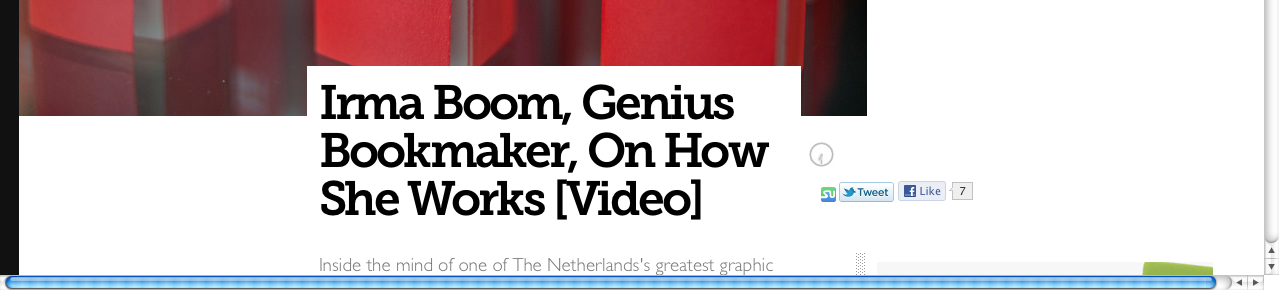 Irma Boom, Genius
Bookmaker, On How
She Works [Video]
Tweet
Like
7
Inside the mind of one of The Netherlands's greatest graphic